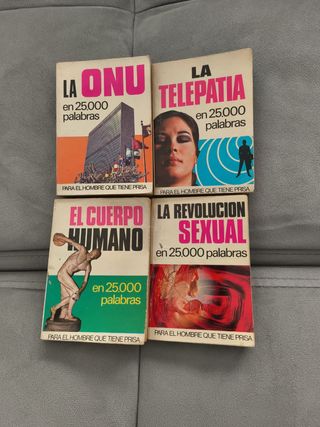 LA ONU
en 25.000
palabras
PARA EL HOMBRE QUE TIENE PRISA
LA
TELEPATIA
en 25.000
palabras
PARA EL HOMBRE QUE TIENE PRISA
EL CUERPO
HUMANO
en 25.000
palabras
PARA EL HOMBRE QUE TIENE PRISA
LA REVOLUCION
SEXUAL
en 25.000 palabras
PARA EL HOMBRE QUE TIENE PRISA